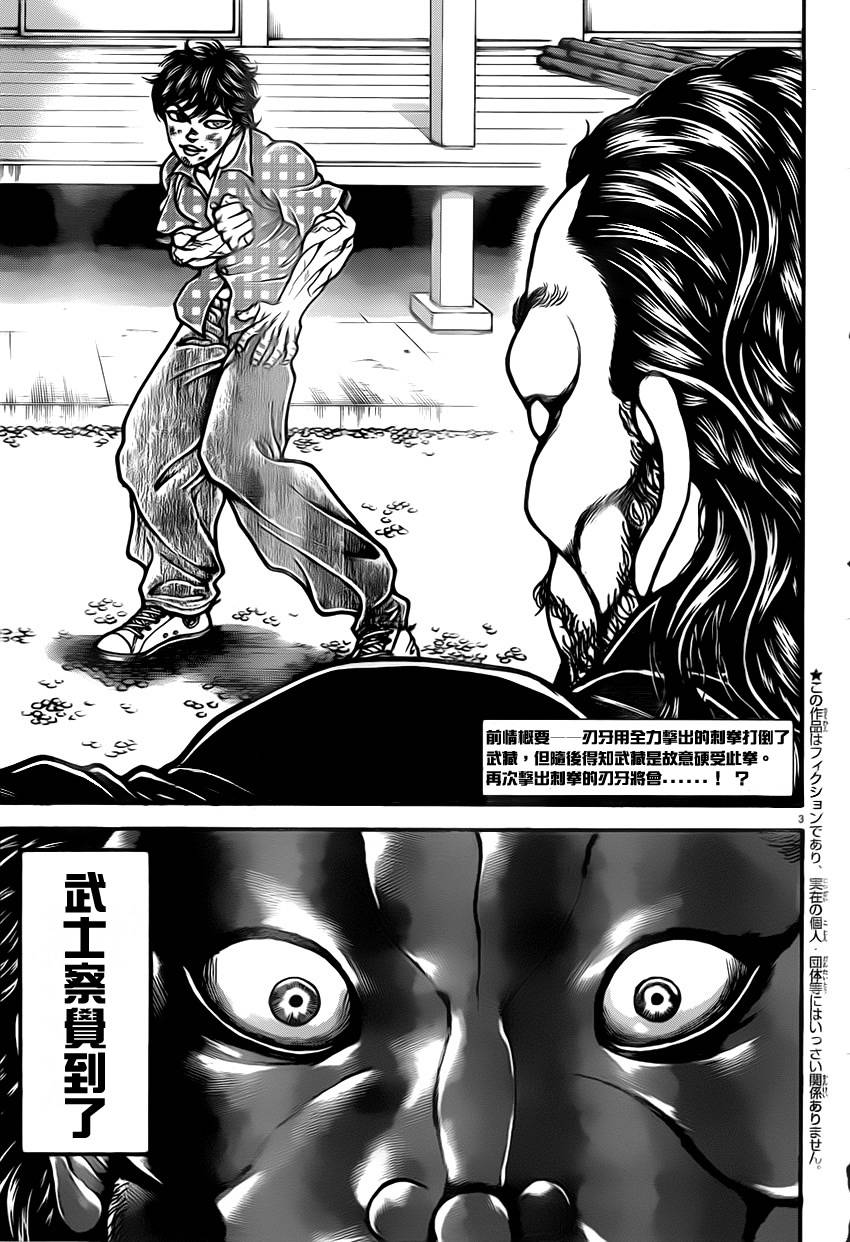 前情概要——刃牙用全力擊出的刺拳打倒了
武藏，但隨後得知武藏是故意硬受此拳。
再次擊出刺拳的刃牙將會......！？
3
★この作品はフィクションであり、実在の個人・団体等にはいっさい関係ありません。
武士察覺到了